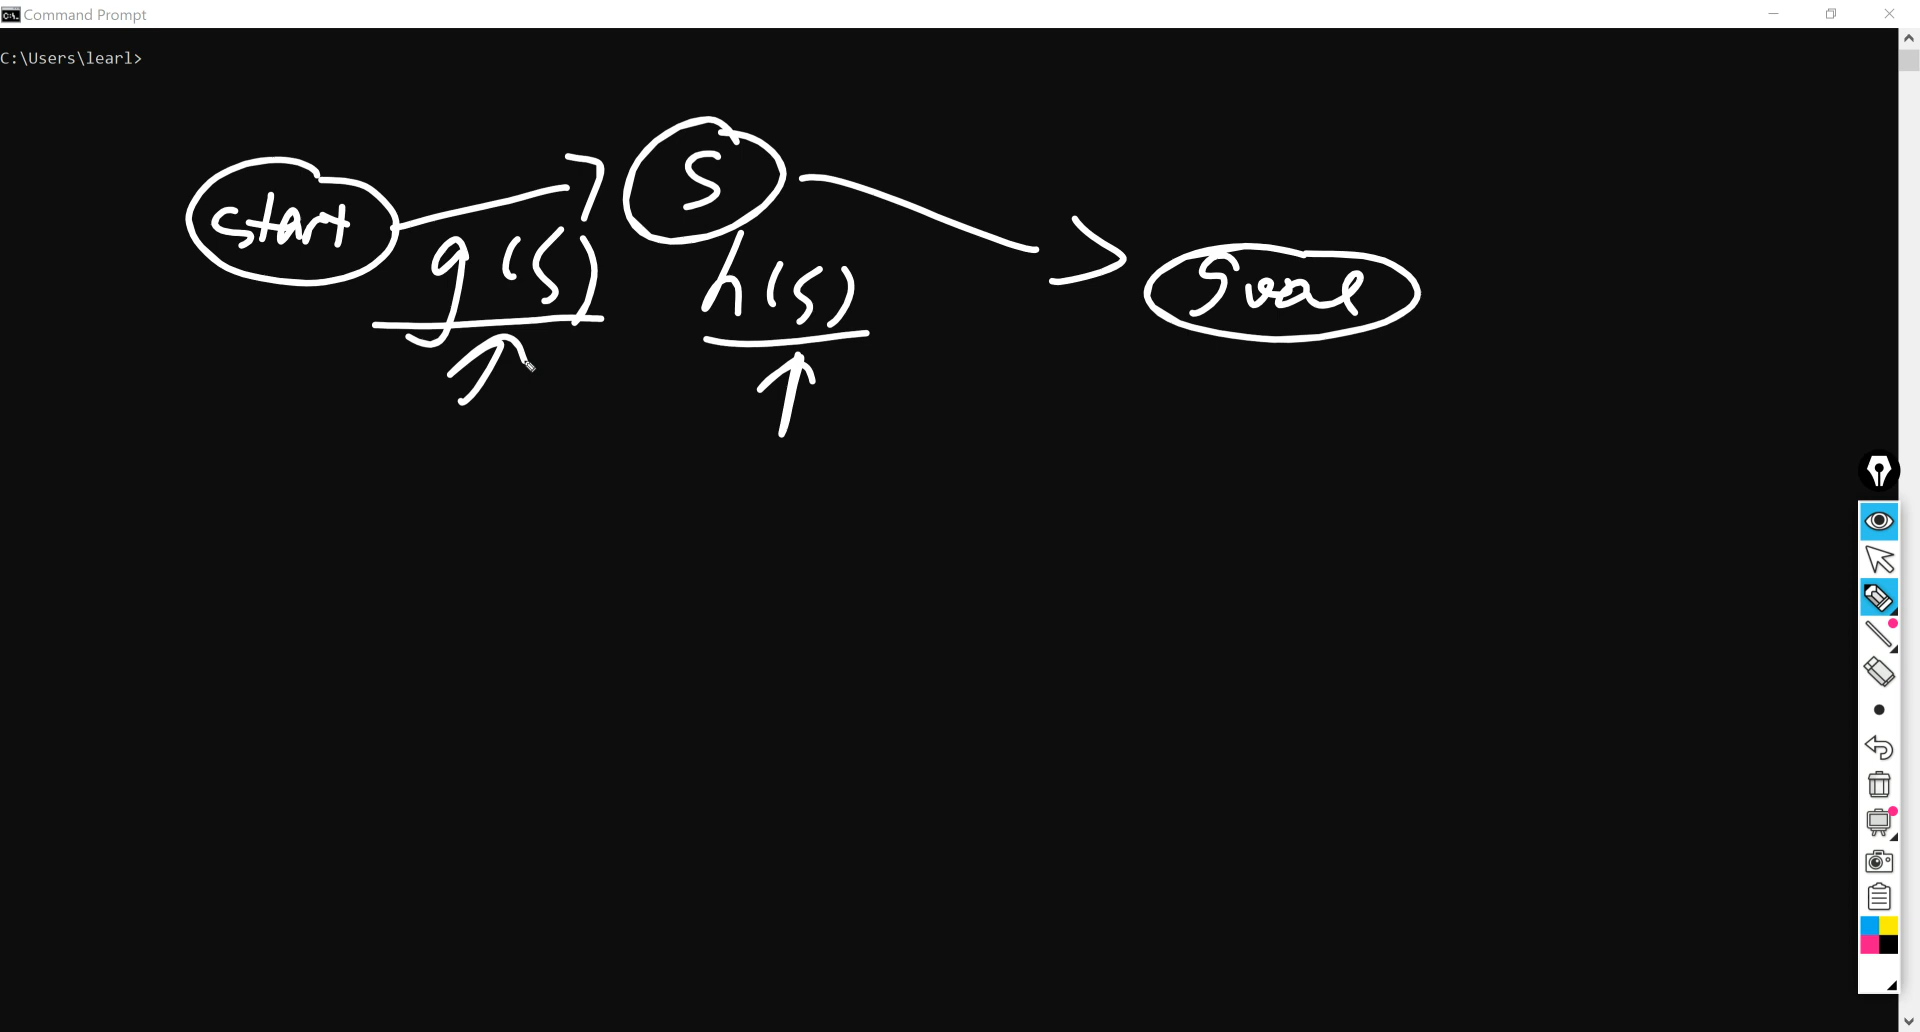 Command Prompt
C:\Users\learl>
start
S
g(s)
h(s)
goal